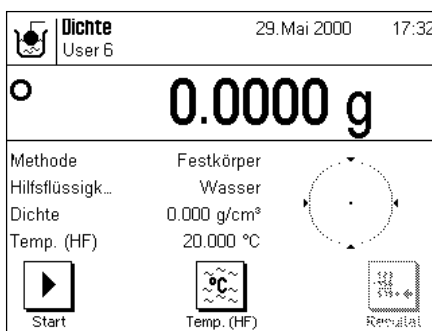 Dichte 29.Mai 2000 17:32
User 6
0.0000 g
Methode Festkörper
Hilfsflüssigk... Wasser
Dichte 0.000 g/cm³
Temp. (HF) 20.000 °C
°C
Start Temp. (HF) Resultat